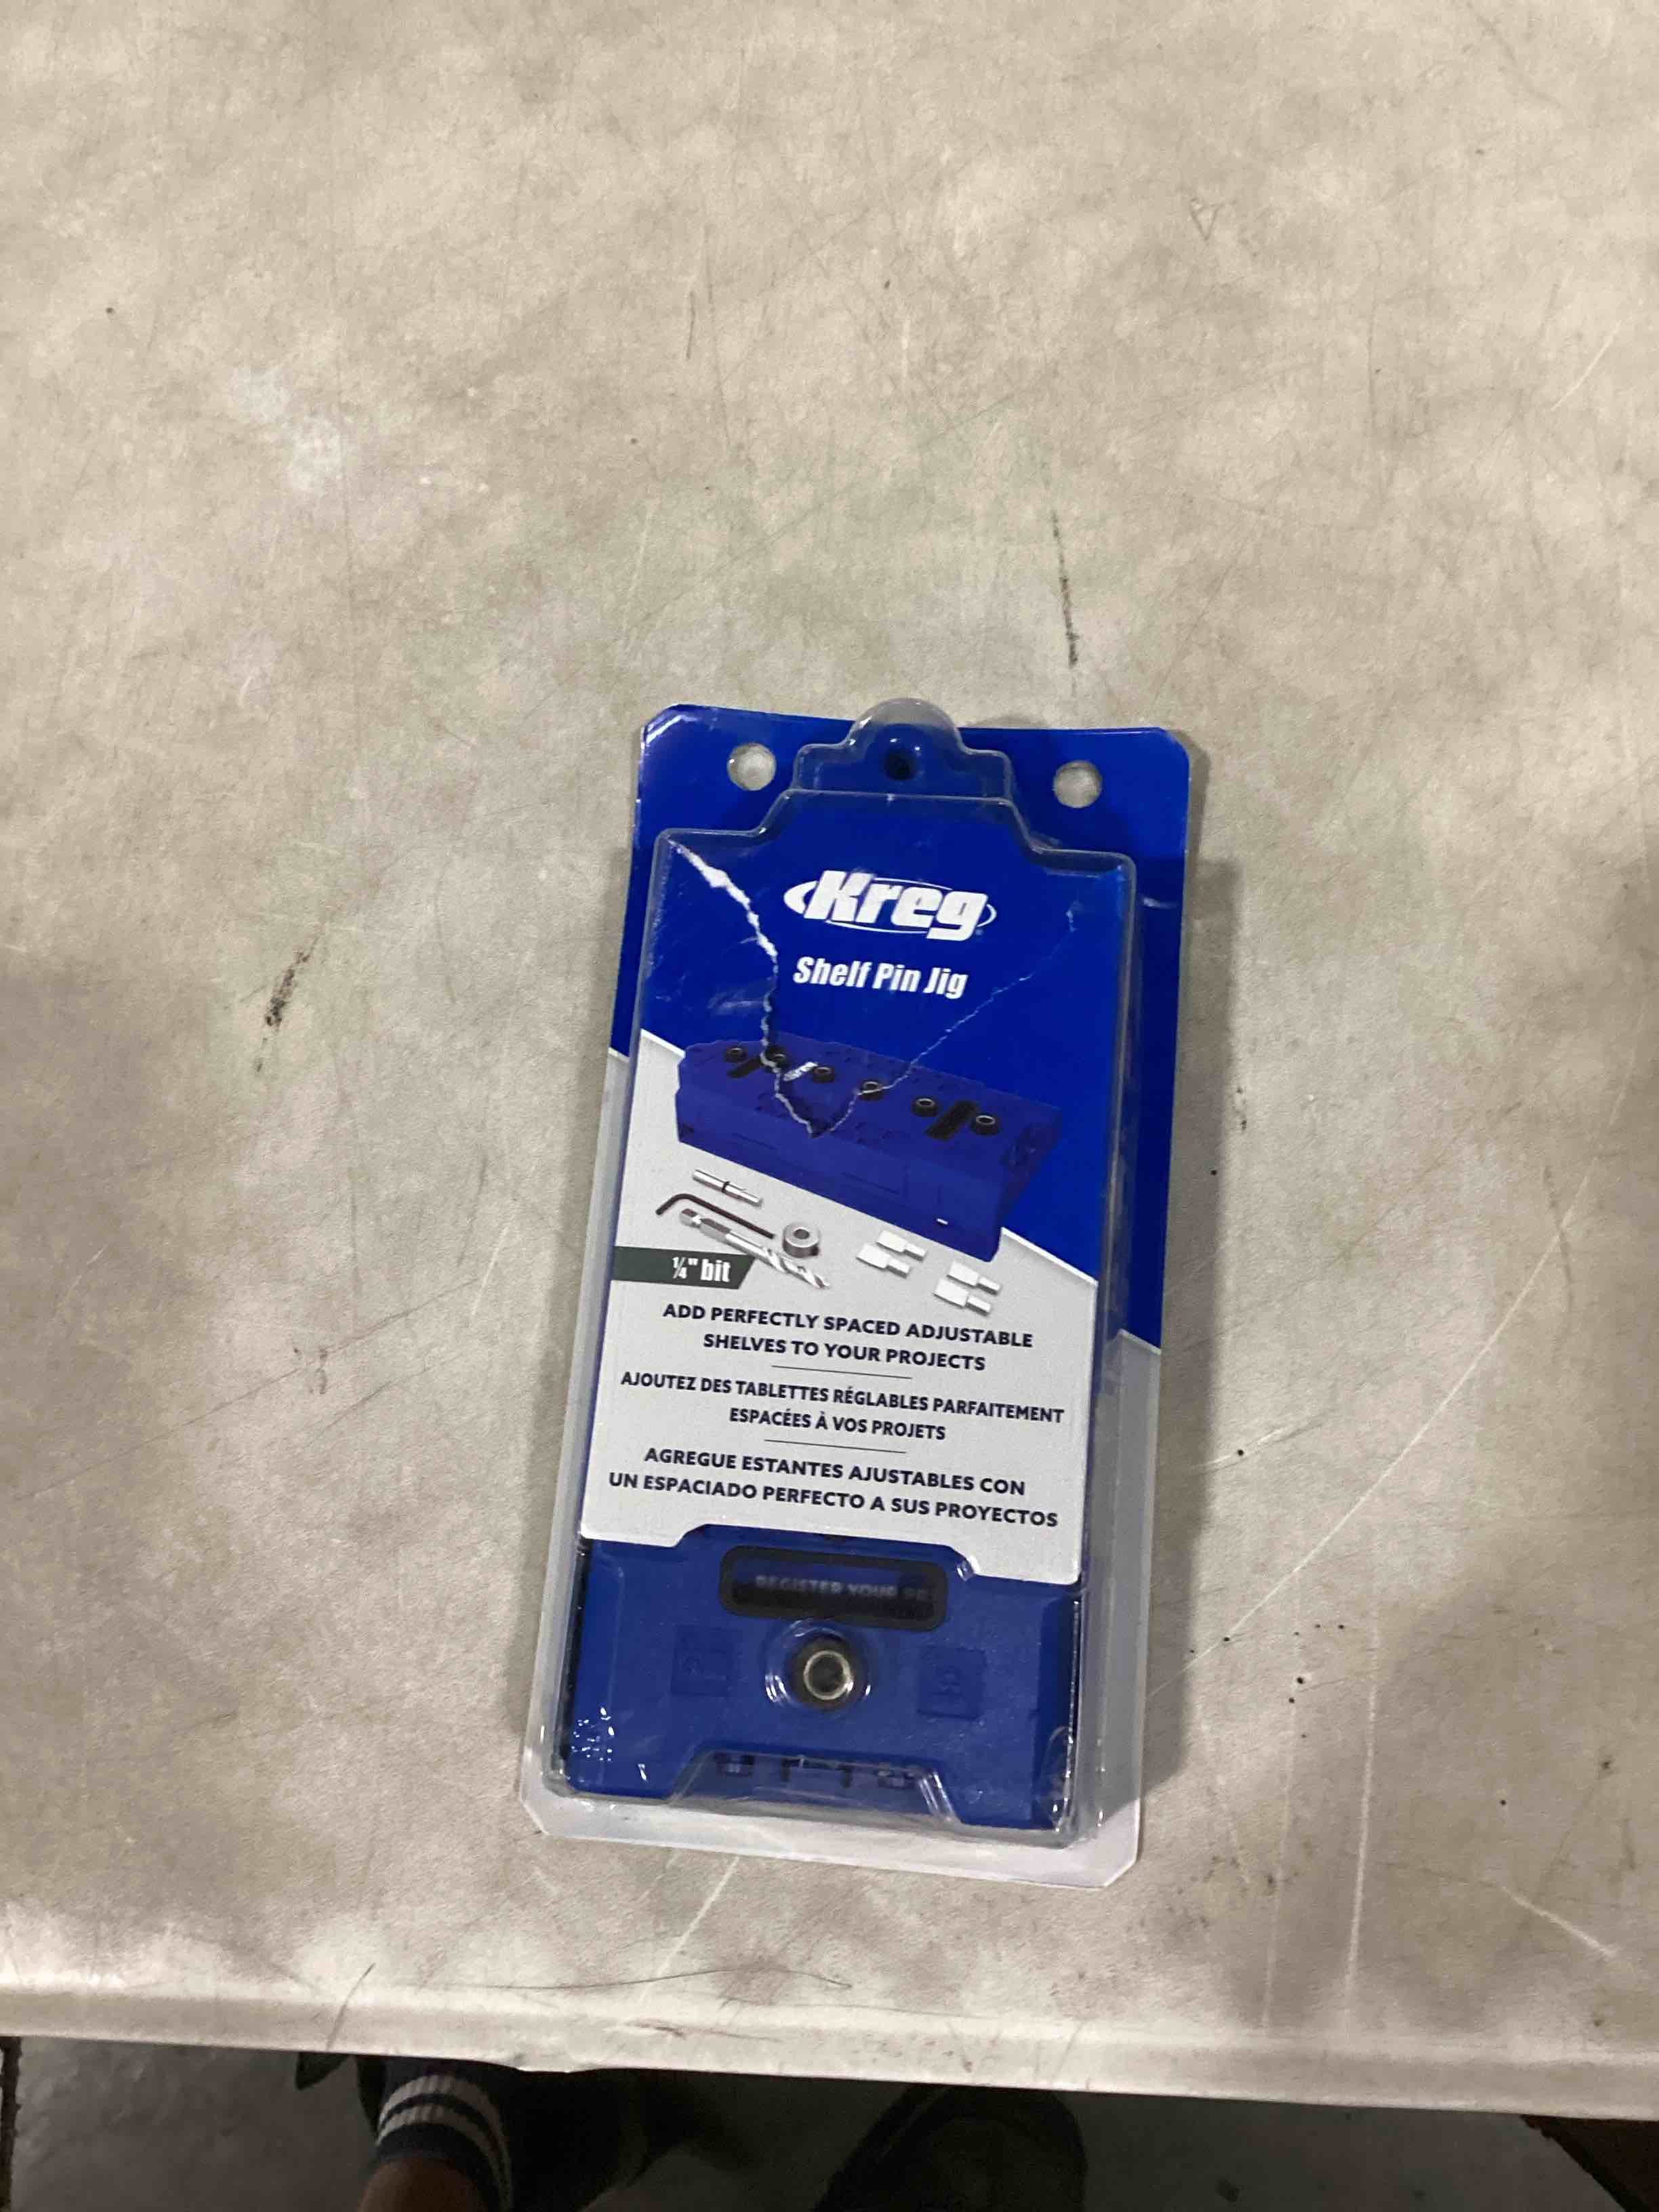 Kreg
Shelf Pin Jig
1/4" bit
ADD PERFECTLY SPACED ADJUSTABLE
SHELVES TO YOUR PROJECTS
AJOUTEZ DES TABLETTES RÉGLABLES PARFAITEMENT
ESPACÉES À VOS PROJETS
AGREGUE ESTANTES AJUSTABLES CON
UN ESPACIADO PERFECTO A SUS PROYECTOS
REGISTER YOUR